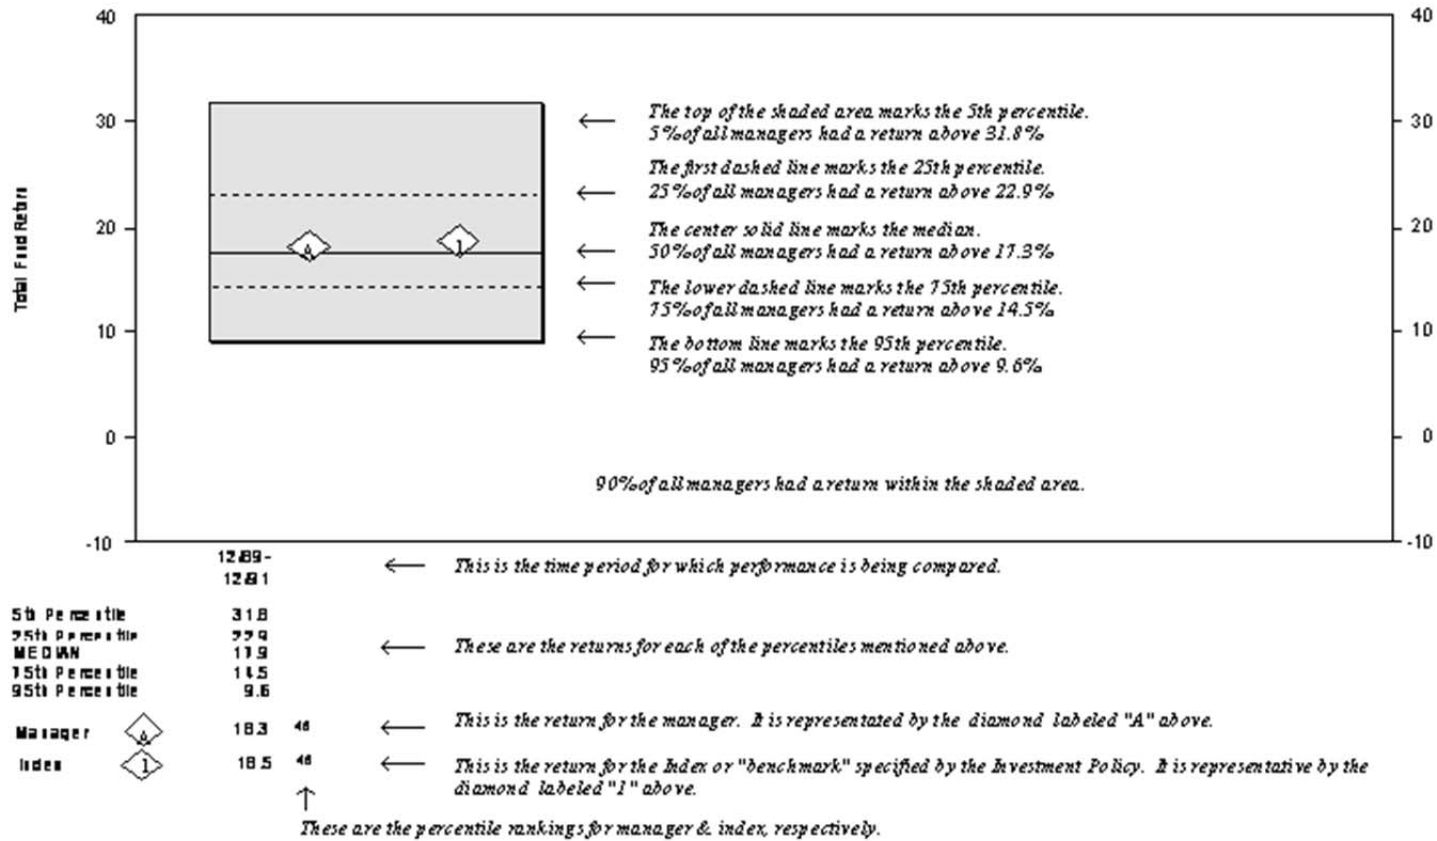 40
40
The top of the shaded area marks the 5th percentile.
30
30
5% of all managers had a return above 31.8%
The first dashed line marks the 25th percentile.
25% of all managers had a return above 22.9%
Total Fund Return
20
20
The center solid line marks the median.
50% of all managers had a return above 17.3%
A
1
The lower dashed line marks the 75th percentile.
75% of all managers had a return above 14.5%
10
10
The bottom line marks the 95th percentile.
95% of all managers had a return above 9.6%
0
0
90% of all managers had a return within the shaded area.
-10
-10
12/89-
This is the time period for which performance is being compared.
12/91
5th Percentile 31.8
25th Percentile 22.9
MEDIAN 17.9
These are the returns for each of the percentiles mentioned above.
75th Percentile 14.5
95th Percentile 9.6
Manager A 18.3
This is the return for the manager. It is representated by the diamond labeled "A" above.
Index 1 18.5 46
This is the return for the Index or "benchmark" specified by the Investment Policy. It is representative by the
diamond labeled "1" above.
These are the percentile rankings for manager & index, respectively.